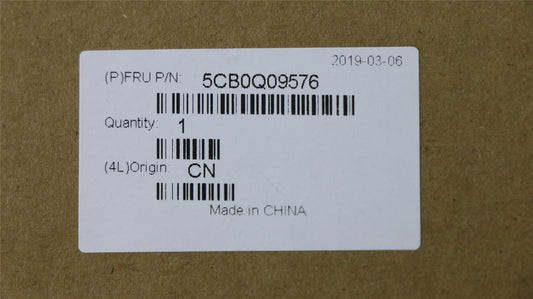 2019-03-06
(P)FRU P/N: 5CB0Q09576
Quantity: 1
(4L)Origin: CN
Made in CHINA